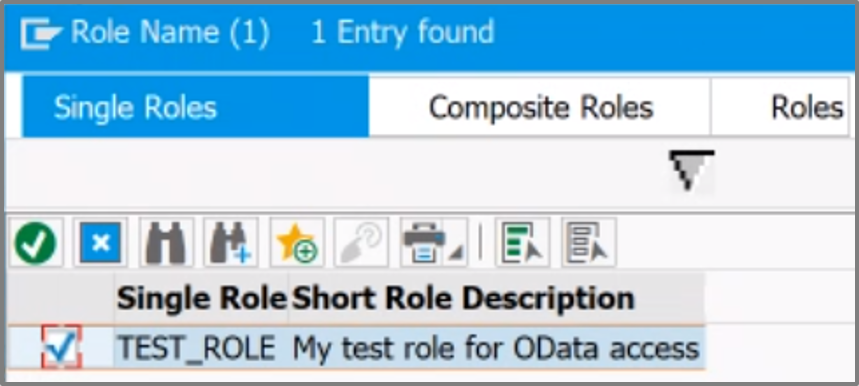 Role Name (1) 1 Entry found
Single Roles Composite Roles Roles
Single Role Short Role Description
TEST_ROLE My test role for OData access